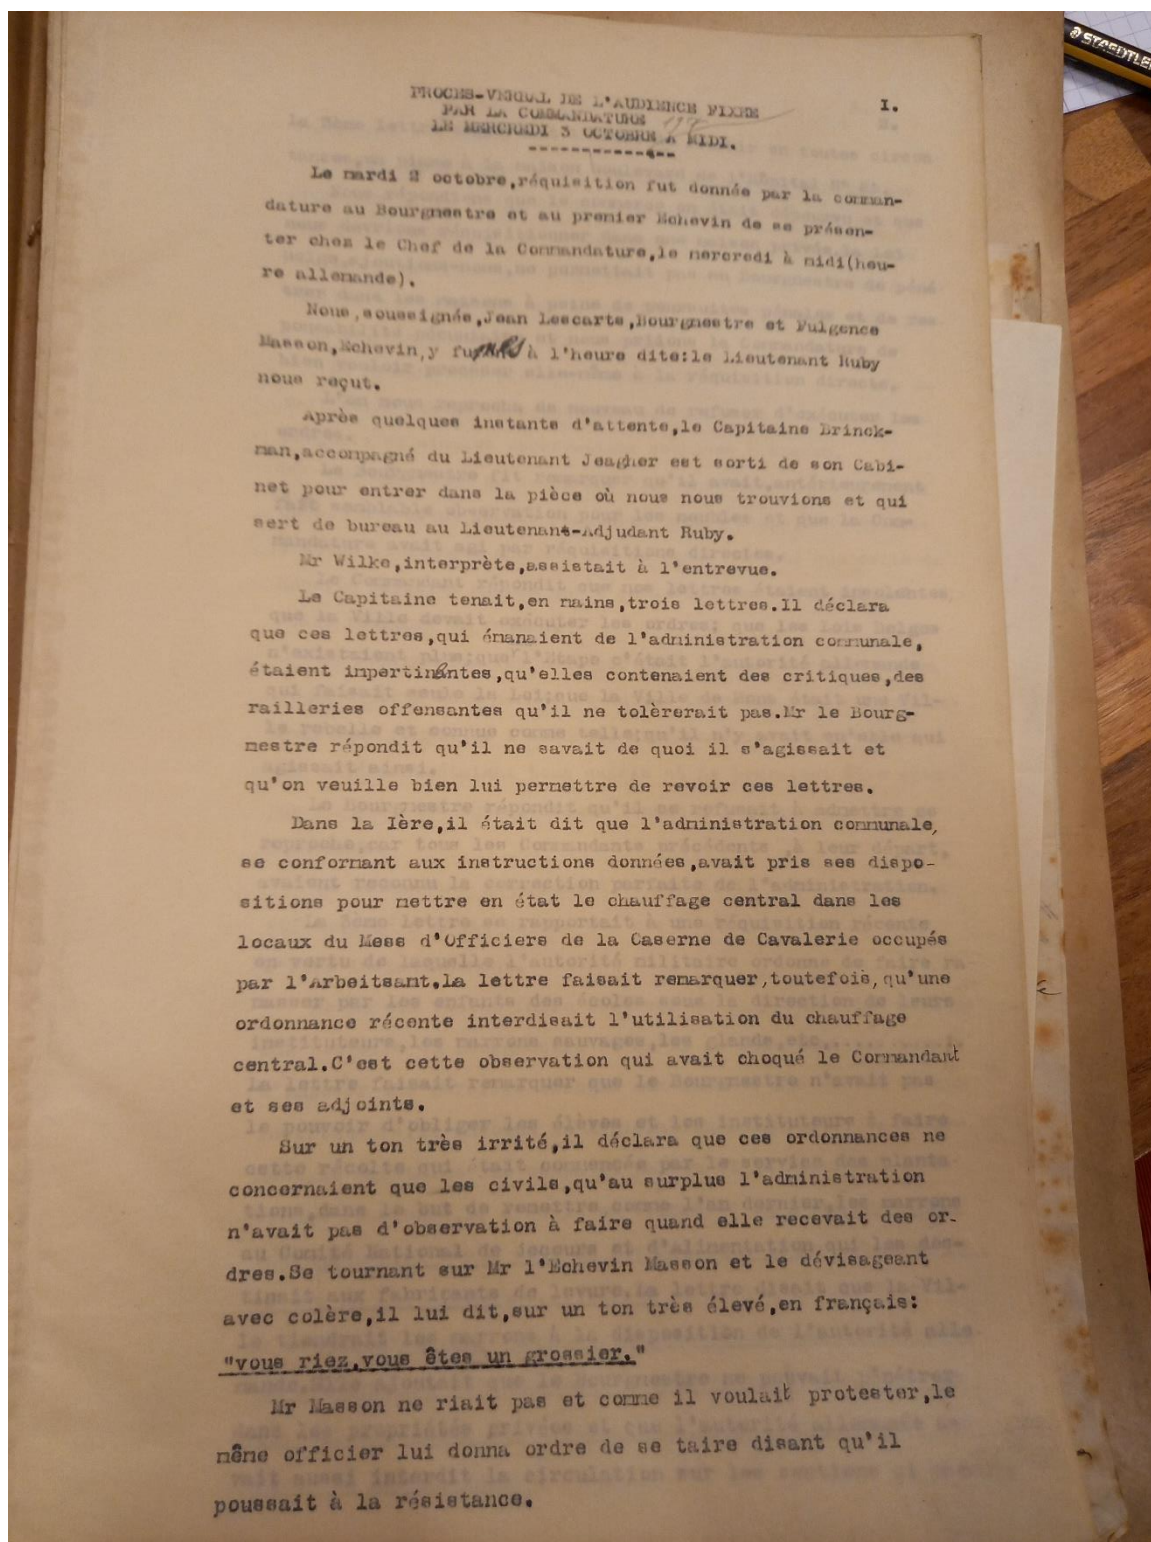 STAEDTLER
PROCES-VERBAL DE L'AUDIENCE FIXEE
I.
PAR LA COMMANDATURE
LE MERCREDI 3 OCTOBRE A MIDI.
Le mardi 2 octobre,réquisition fut donnée par la comman-
dature au Bourgmestre et au premier Echevin de se présen-
ter chez le Chef de la Commandature,le mercredi à midi(heu-
re allemande).
Nous,soussignés,Jean Lescarts,Bourgmestre et Fulgence
Masson,Echevin,y fumes à l'heure dite:le Lieutenant Ruby
nous reçut.
Après quelques instants d'attente,le Capitaine Brinck-
man,accompagné du Lieutenant Jeagher est sorti de son Cabi-
net pour entrer dans la pièce où nous nous trouvions et qui
sert de bureau au Lieutenant-Adjudant Ruby.
Mr Wilke,interprète,assistait à l'entrevue.
Le Capitaine tenait,en mains,trois lettres.Il déclara
que ces lettres,qui émanaient de l'administration communale,
étaient impertinentes,qu'elles contenaient des critiques,des
railleries offensantes qu'il ne tolèrerait pas.Mr le Bourg-
mestre répondit qu'il ne savait de quoi il s'agissait et
qu'on veuille bien lui permettre de revoir ces lettres.
Dans la Ière,il était dit que l'administration communale,
se conformant aux instructions données,avait pris ses dispo-
sitions pour mettre en état le chauffage central dans les
locaux du Mess d'Officiers de la Caserne de Cavalerie occupés
par l'Arbeitsamt.La lettre faisait remarquer,toutefois,qu'une
ordonnance récente interdisait l'utilisation du chauffage
central.C'est cette observation qui avait choqué le Commandant
et ses adjoints.
Sur un ton très irrité,il déclara que ces ordonnances ne
concernaient que les civils,qu'au surplus l'administration
n'avait pas d'observation à faire quand elle recevait des or-
dres.Se tournant sur Mr l'Echevin Masson et le dévisageant
avec colère,il lui dit,sur un ton très élevé,en français:
"vous riez,vous êtes un grossier."
Mr Masson ne riait pas et comme il voulait protester,le
même officier lui donna ordre de se taire disant qu'il
poussait à la résistance.